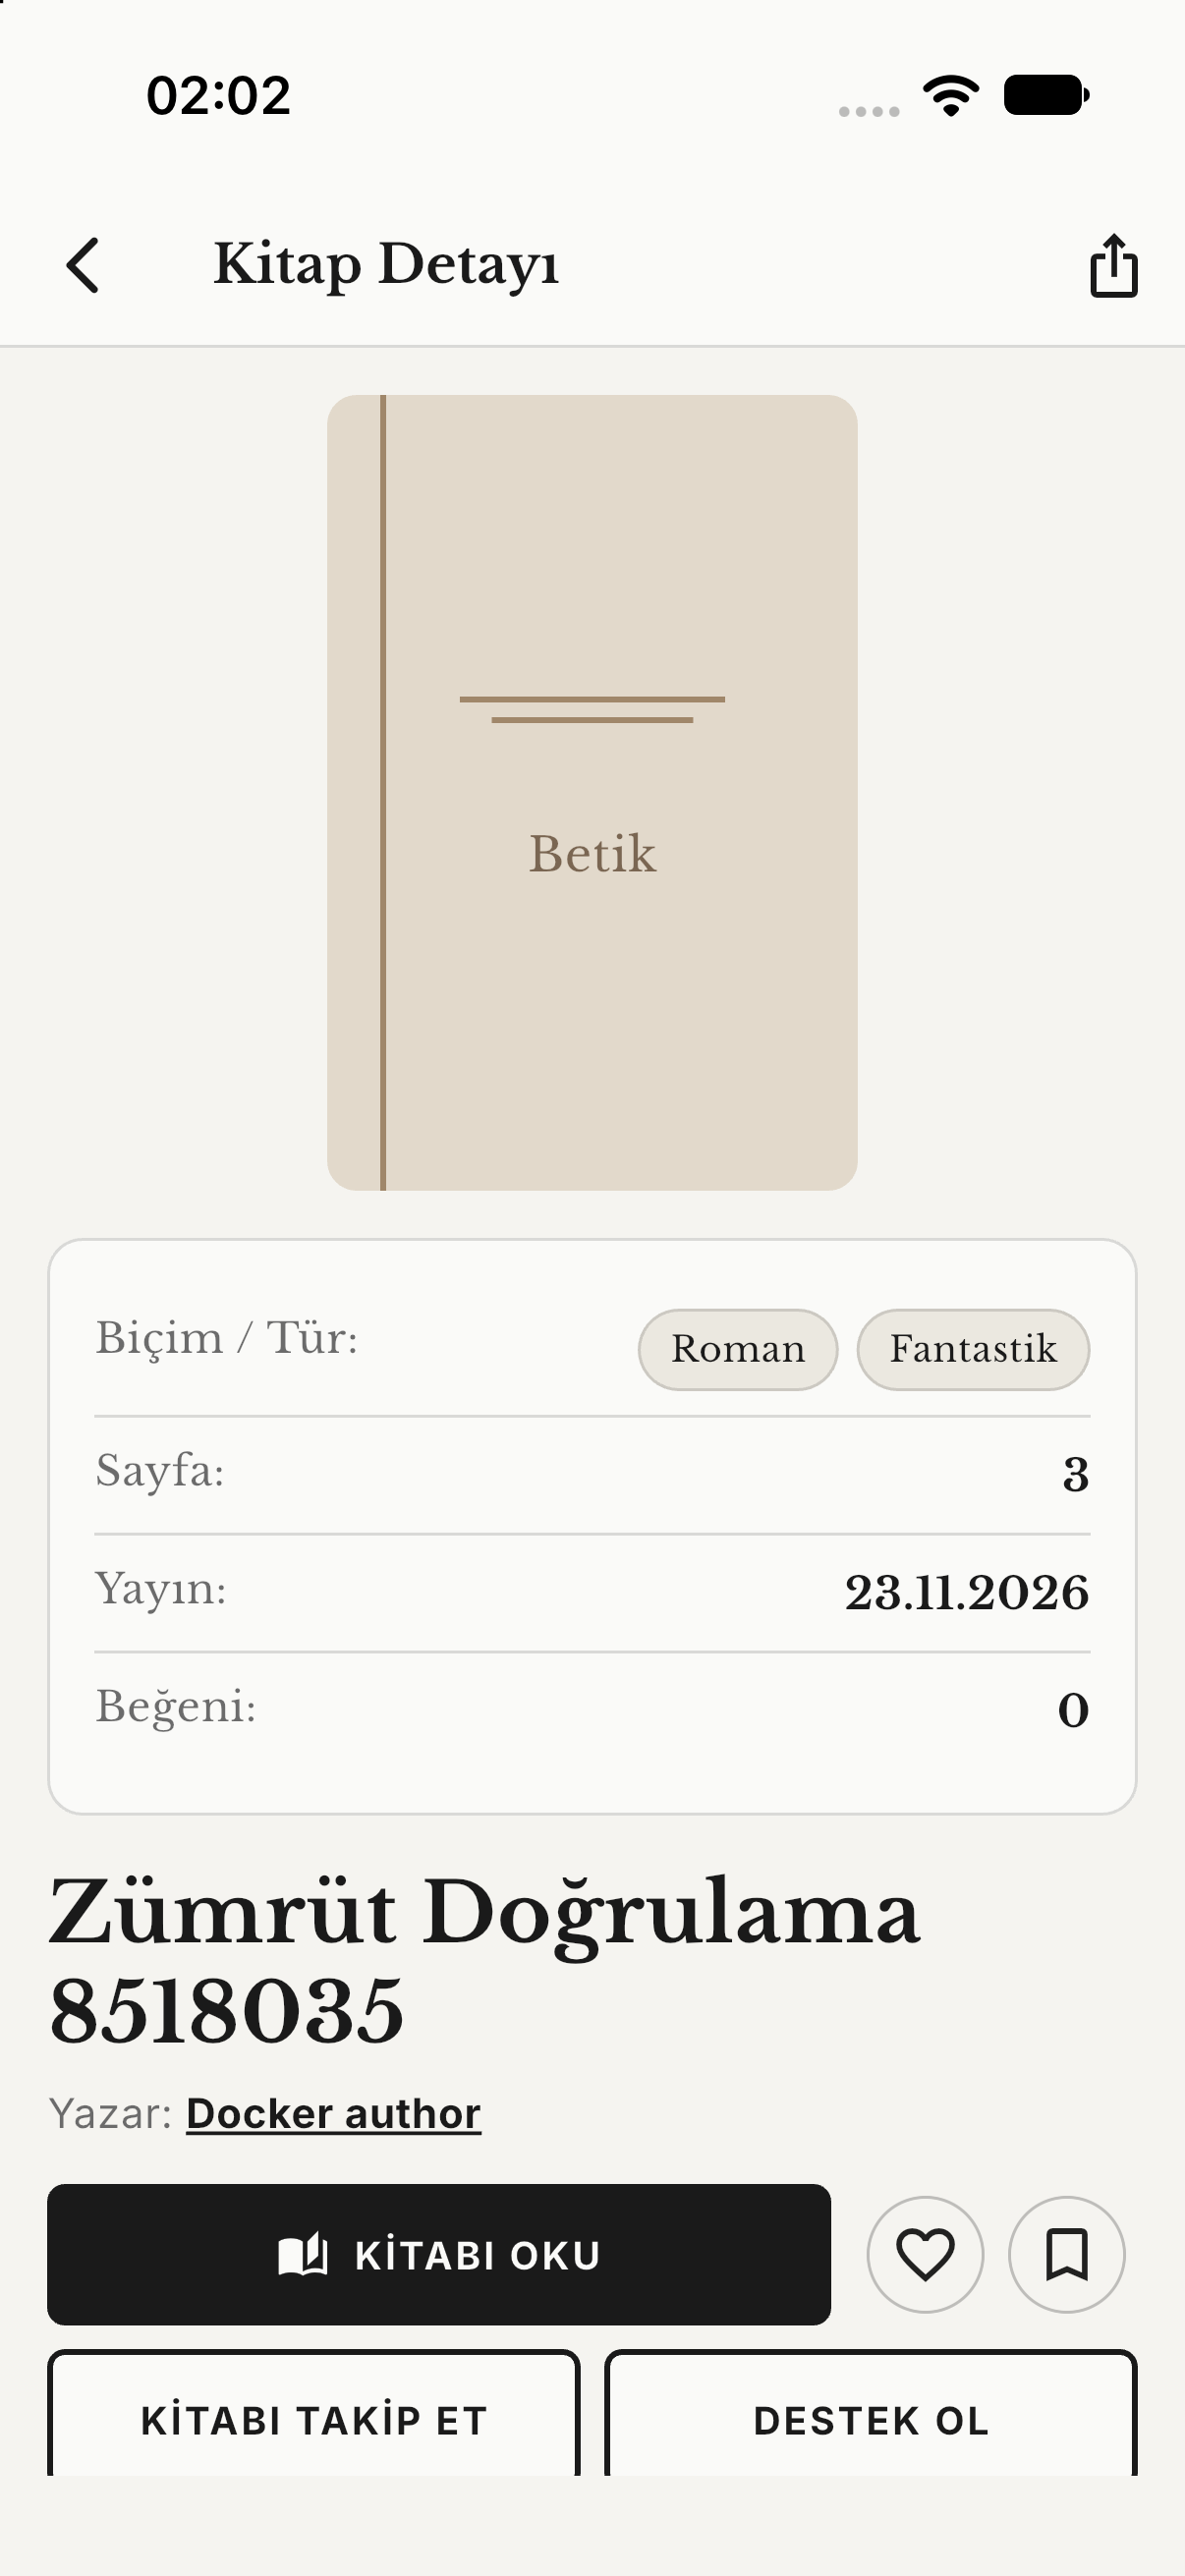 02:02
Kitap Detayı
Betik
Biçim / Tür: Roman Fantastik
Sayfa: 3
Yayın: 23.11.2026
Beğeni: 0
Zümrüt Doğrulama
8518035
Yazar: Docker author
KİTABI OKU
KİTABI TAKİP ET DESTEK OL